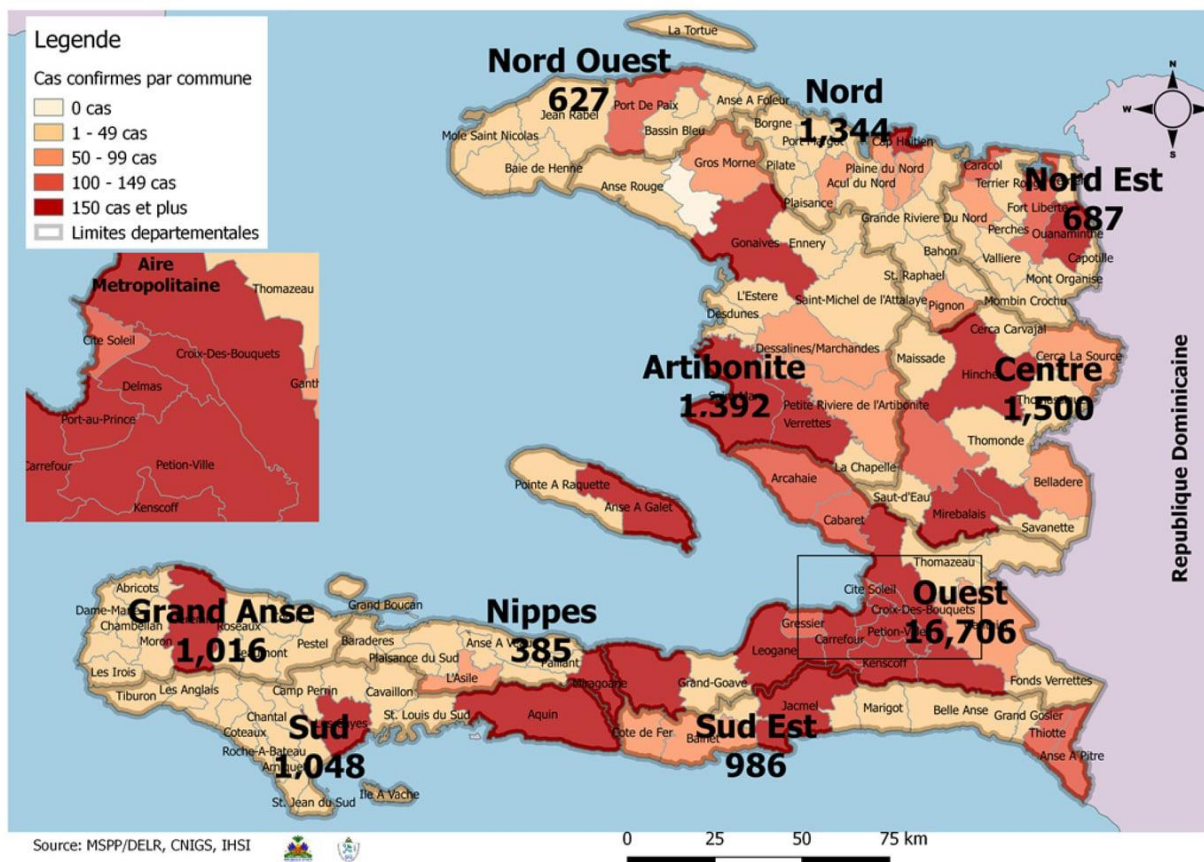 Legende
Cas confirmes par commune
0 cas
1 - 49 cas
50 - 99 cas
100 - 149 cas
150 cas et plus
Limites departementales
Aire
Metropolitaine
Thomazeau
Cite Soleil
Croix-Des-Bouquets
Delmas
Port-au-Prince
Carrefour
Petion-Ville
Kenscoff
La Tortue
Nord Ouest
627
Port De Paix
Jean Rabel
Anse A Foleur
Mole Saint Nicolas
Bassin Bleu
Baie de Henne
Nord
1,344
Borgne
Cap Haitien
Pilate
Plaine du Nord
Acul du Nord
Plaisance
Grande Riviere Du Nord
Bahon
St. Raphael
Pignon
N
W
E
S
Caracol
Nord Est
687
Fort Liberte
Ouanaminthe
Perches
Capotille
Valliere
Mont Organise
Mombin Crochu
Gros Morne
Anse Rouge
Gonaives
Ennery
L'Estere
Saint-Michel de l'Attalaye
Desdunes
Dessalines/Marchandes
Artibonite
1,392
Petite Riviere de l'Artibonite
Verrettes
La Chapelle
Cerca Carvajal
Maissade
Cerca La Source
Centre
1,500
Thomonde
Belladere
Saut-d'Eau
Mirebalais
Savanette
Republique Dominicaine
Pointe A Raquette
Anse A Galet
Arcahaie
Cabaret
Thomazeau
Cite Soleil
Ouest
16,706
Croix-Des-Bouquets
Gressier
Carrefour
Petion-Ville
Leogane
Kenscoff
Fonds Verrettes
Grand-Goave
Abricots
Grand Anse
1,016
Chambellan
Moron
Roseaux
Pestel
Les Irois
Grand Boucan
Nippes
385
Baraderes
Plaisance du Sud
Paillant
L'Asile
Miragoane
Tiburon
Les Anglais
Camp Perrin
Cavaillon
Chantal
St. Louis du Sud
Aquin
Sud
1,048
Coteaux
Roche-A-Bateau
St. Jean du Sud
Ile A Vache
Jacmel
Sud Est
986
Cote de Fer
Marigot
Belle Anse
Grand Gosier
Thiotte
Anse A Pitre
Source: MSPP/DELR, CNIGS, IHSI
0 25 50 75 km